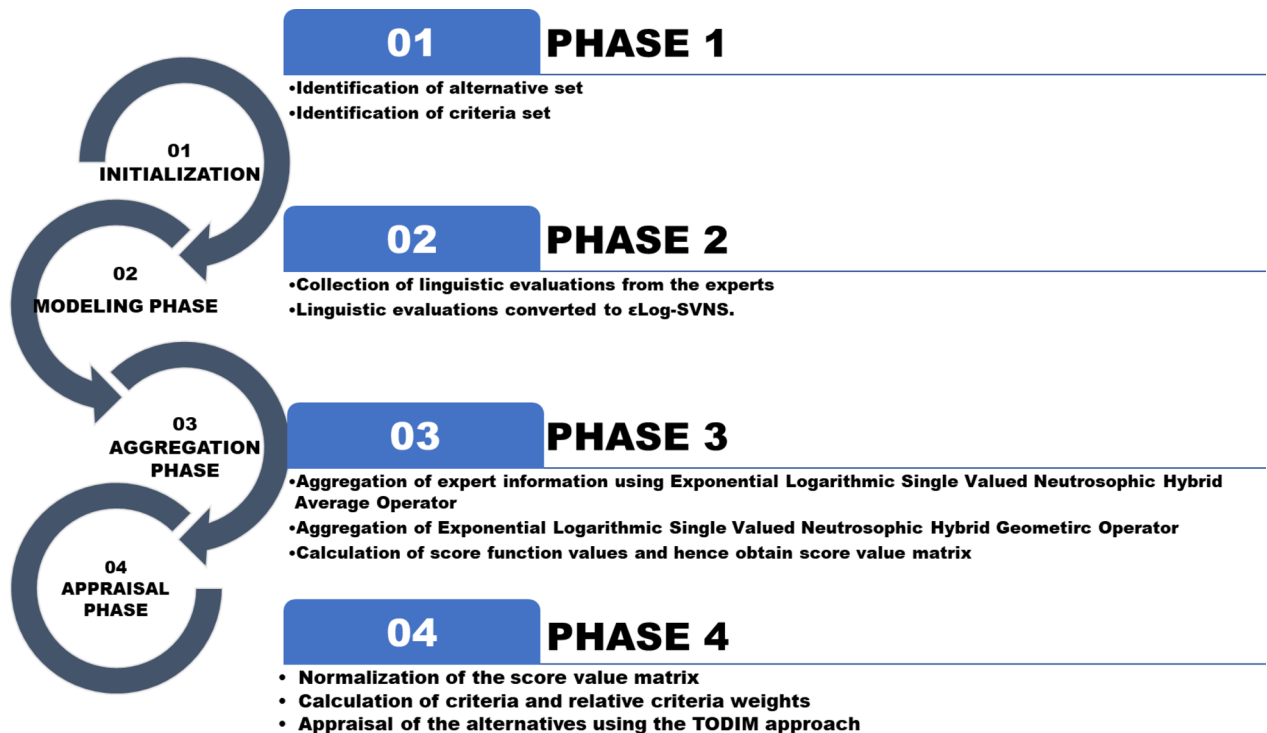 01
PHASE 1
•Identification of alternative set
•Identification of criteria set
01
INITIALIZATION
02
PHASE 2
•Collection of linguistic evaluations from the experts
•Linguistic evaluations converted to εLog-SVNS.
02
MODELING PHASE
03
PHASE 3
•Aggregation of expert information using Exponential Logarithmic Single Valued Neutrosophic Hybrid
Average Operator
•Aggregation of Exponential Logarithmic Single Valued Neutrosophic Hybrid Geometirc Operator
•Calculation of score function values and hence obtain score value matrix
03
AGGREGATION
PHASE
04
PHASE 4
• Normalization of the score value matrix
• Calculation of criteria and relative criteria weights
• Appraisal of the alternatives using the TODIM approach
04
APPRAISAL
PHASE